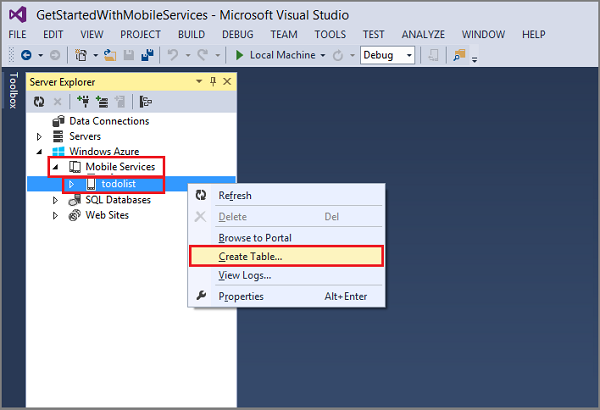 GetStartedWithMobileServices - Microsoft Visual Studio
FILE EDIT VIEW PROJECT BUILD DEBUG TEAM TOOLS TEST ANALYZE WINDOW HELP
Local Machine Debug
Toolbox
Server Explorer
Data Connections
Servers
Windows Azure
Mobile Services
todolist
SQL Databases
Web Sites
Refresh
Delete Del
Browse to Portal
Create Table...
View Logs...
Properties Alt+Enter